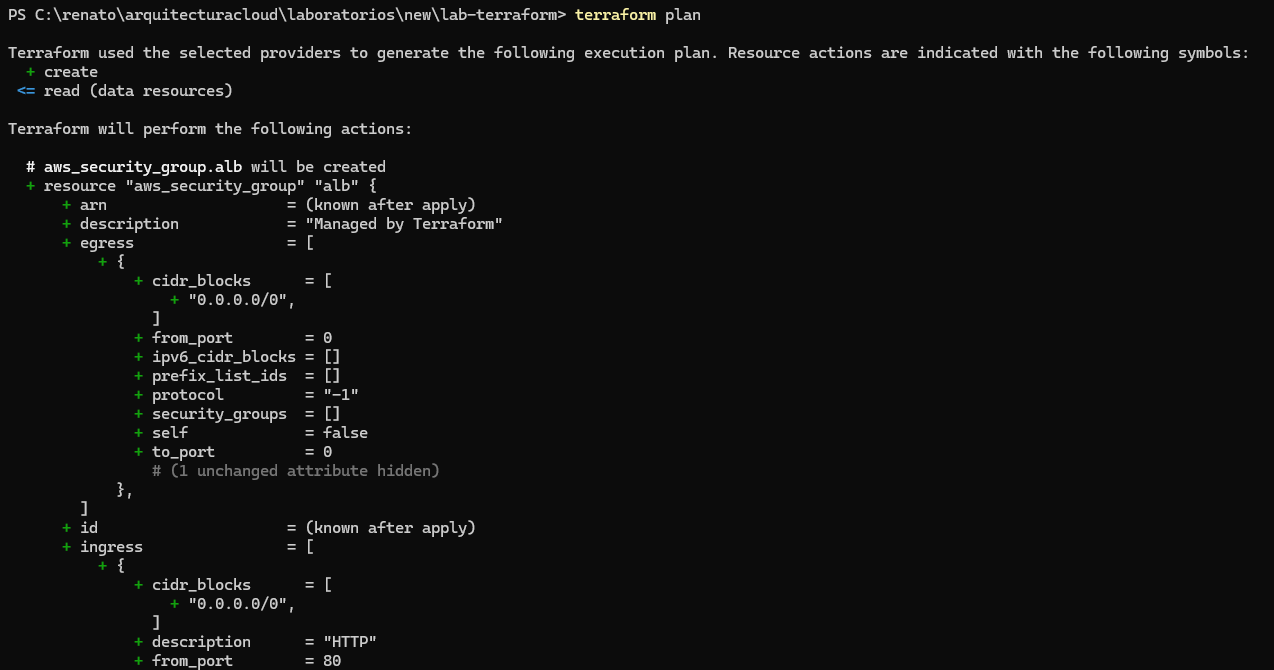 PS C:\renato\arquitecturacloud\laboratorios\new\lab-terraform> terraform plan
Terraform used the selected providers to generate the following execution plan. Resource actions are indicated with the following symbols:
  + create
 <= read (data resources)
Terraform will perform the following actions:
  # aws_security_group.alb will be created
  + resource "aws_security_group" "alb" {
      + arn                    = (known after apply)
      + description            = "Managed by Terraform"
      + egress                 = [
          + {
              + cidr_blocks      = [
                  + "0.0.0.0/0",
                ]
              + from_port        = 0
              + ipv6_cidr_blocks = []
              + prefix_list_ids  = []
              + protocol         = "-1"
              + security_groups  = []
              + self             = false
              + to_port          = 0
                # (1 unchanged attribute hidden)
            },
        ]
      + id                     = (known after apply)
      + ingress                = [
          + {
              + cidr_blocks      = [
                  + "0.0.0.0/0",
                ]
              + description      = "HTTP"
              + from_port        = 80